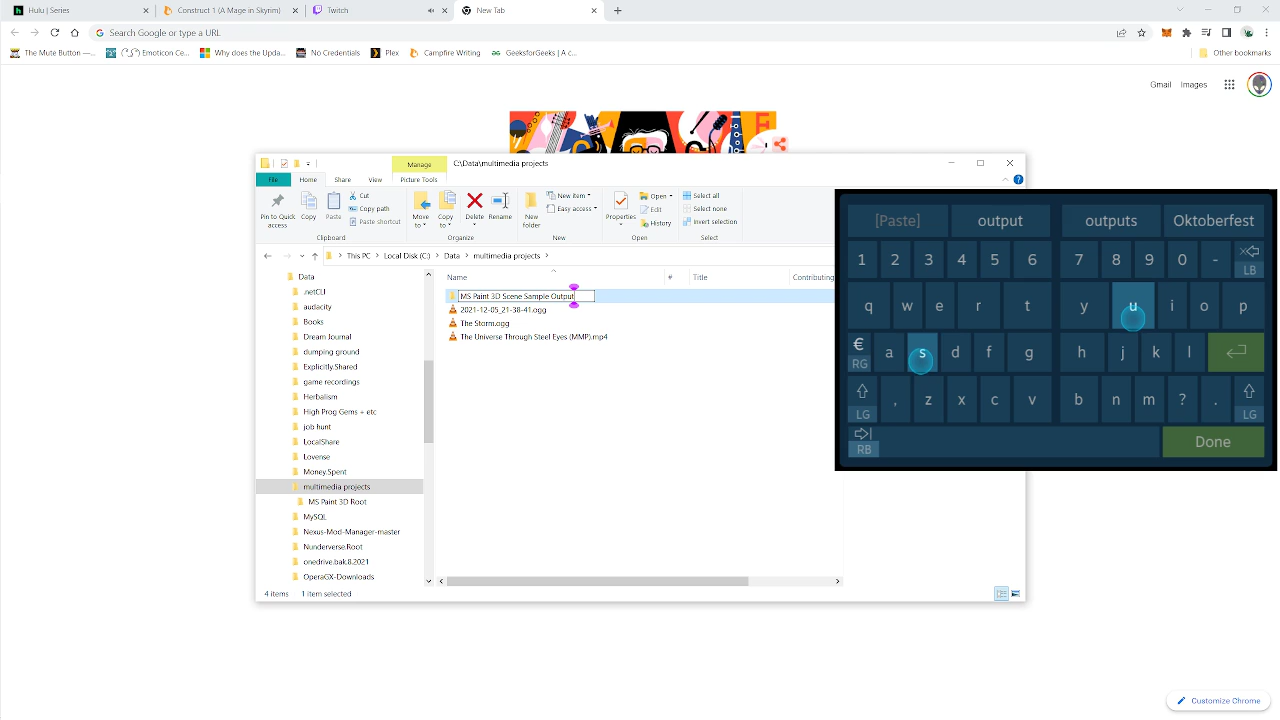 Hulu | Series
Construct 1 (A Mage in Skyrim)
Twitch
New Tab
Search Google or type a URL
The Mute Button —...
Emoticon Ce...
Why does the Upda...
No Credentials
Plex
Campfire Writing
GeeksforGeeks | A c...
Other bookmarks
Gmail
Images
Manage
C:\Data\multimedia projects
File
Home
Share
View
Picture Tools
Pin to Quick access
Copy
Paste
Cut
Copy path
Paste shortcut
Clipboard
Move to
Copy to
Delete
Rename
Organize
New folder
New item
Easy access
New
Properties
Open
Edit
History
Open
Select all
Select none
Invert selection
Select
This PC
Local Disk (C:)
Data
multimedia projects
Name
#
Title
Contributing
MS Paint 3D Scene Sample Output
2021-12-05_21-38-41.ogg
The Storm.ogg
The Universe Through Steel Eyes (MMP).mp4
Data
.netCLI
audacity
Books
Dream Journal
dumping ground
Explicitly.Shared
game recordings
Herbalism
High Prog Gems + etc
job hunt
LocalShare
Lovense
Money.Spent
multimedia projects
MS Paint 3D Root
MySQL
Nexus-Mod-Manager-master
Nunderverse.Root
onedrive.bak.8.2021
OperaGX-Downloads
4 items
1 item selected
[Paste]
output
outputs
Oktoberfest
1 2 3 4 5 6 7 8 9 0 -
LB
q w e r t y u i o p
€
RG
a s d f g h j k l
LG
, z x c v b n m ? .
LG
RB
Done
Customize Chrome